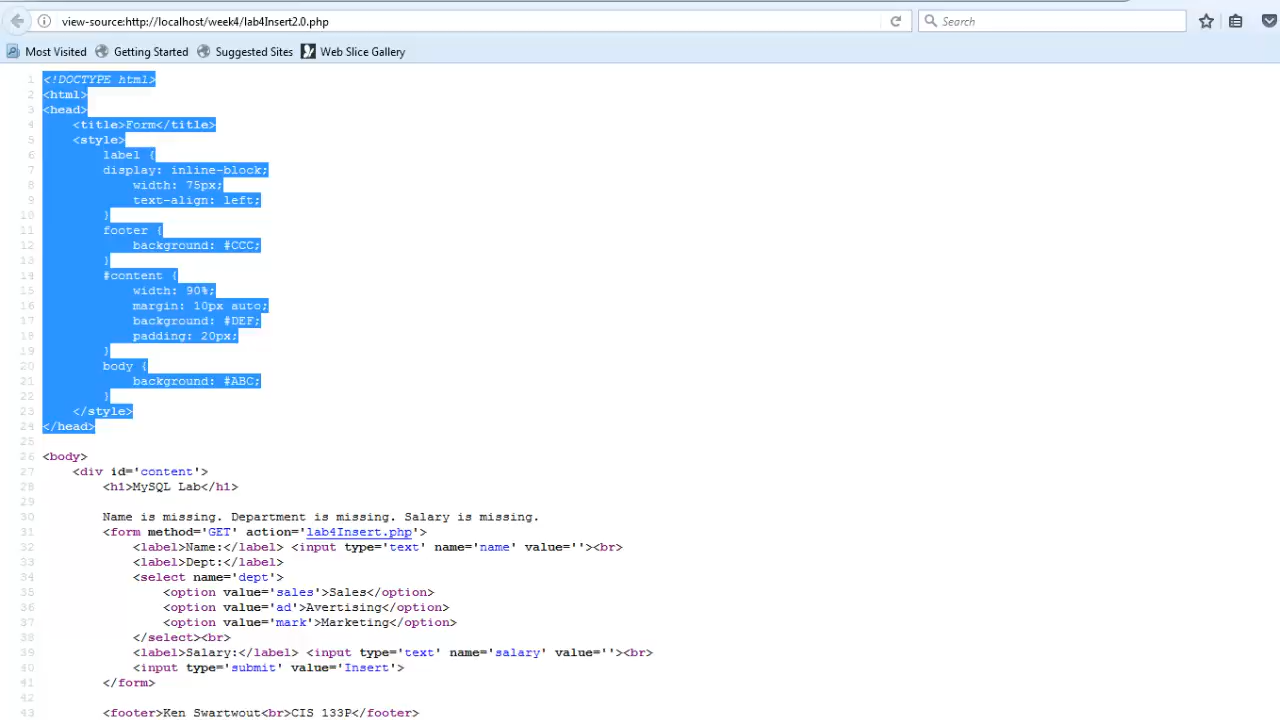 view-source:http://localhost/week4/lab4Insert2.0.php
Search
Most Visited Getting Started Suggested Sites Web Slice Gallery
1 <!DOCTYPE html>
2 <html>
3 <head>
4 <title>Form</title>
5 <style>
6 label {
7 display: inline-block;
8 width: 75px;
9 text-align: left;
10 }
11 footer {
12 background: #CCC;
13 }
14 #content {
15 width: 90%;
16 margin: 10px auto;
17 background: #DEF;
18 padding: 20px;
19 }
20 body {
21 background: #ABC;
22 }
23 </style>
24 </head>
25
26 <body>
27 <div id='content'>
28 <h1>MySQL Lab</h1>
29
30 Name is missing. Department is missing. Salary is missing.
31 <form method='GET' action='lab4Insert.php'>
32 <label>Name:</label> <input type='text' name='name' value=''><br>
33 <label>Dept:</label>
34 <select name='dept'>
35 <option value='sales'>Sales</option>
36 <option value='ad'>Avertising</option>
37 <option value='mark'>Marketing</option>
38 </select><br>
39 <label>Salary:</label> <input type='text' name='salary' value=''><br>
40 <input type='submit' value='Insert'>
41 </form>
42
43 <footer>Ken Swartwout<br>CIS 133P</footer>